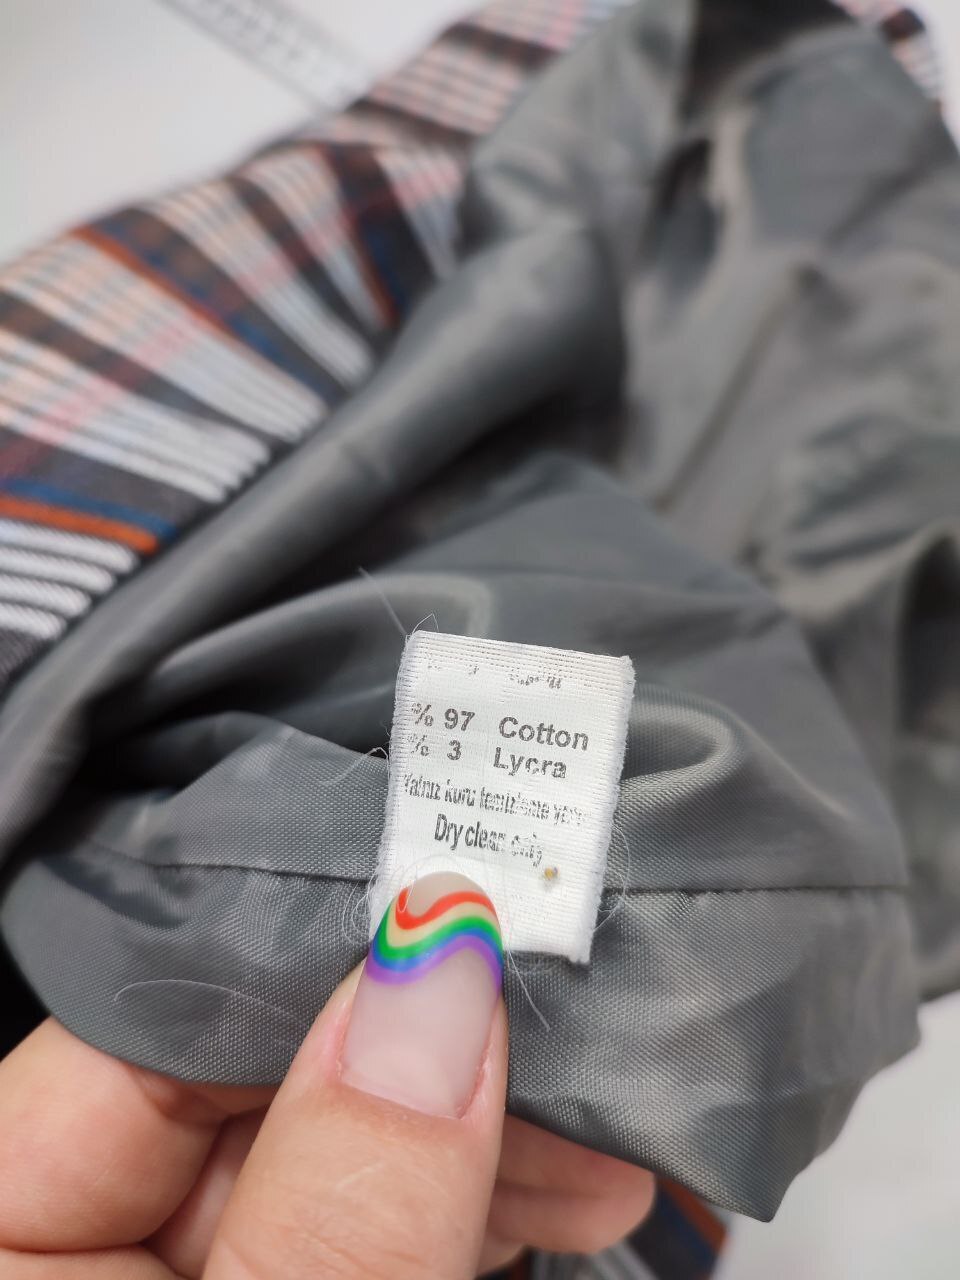 % 97 Cotton
% 3 Lycra
Yalnız kuru temizleme
Dry clean only